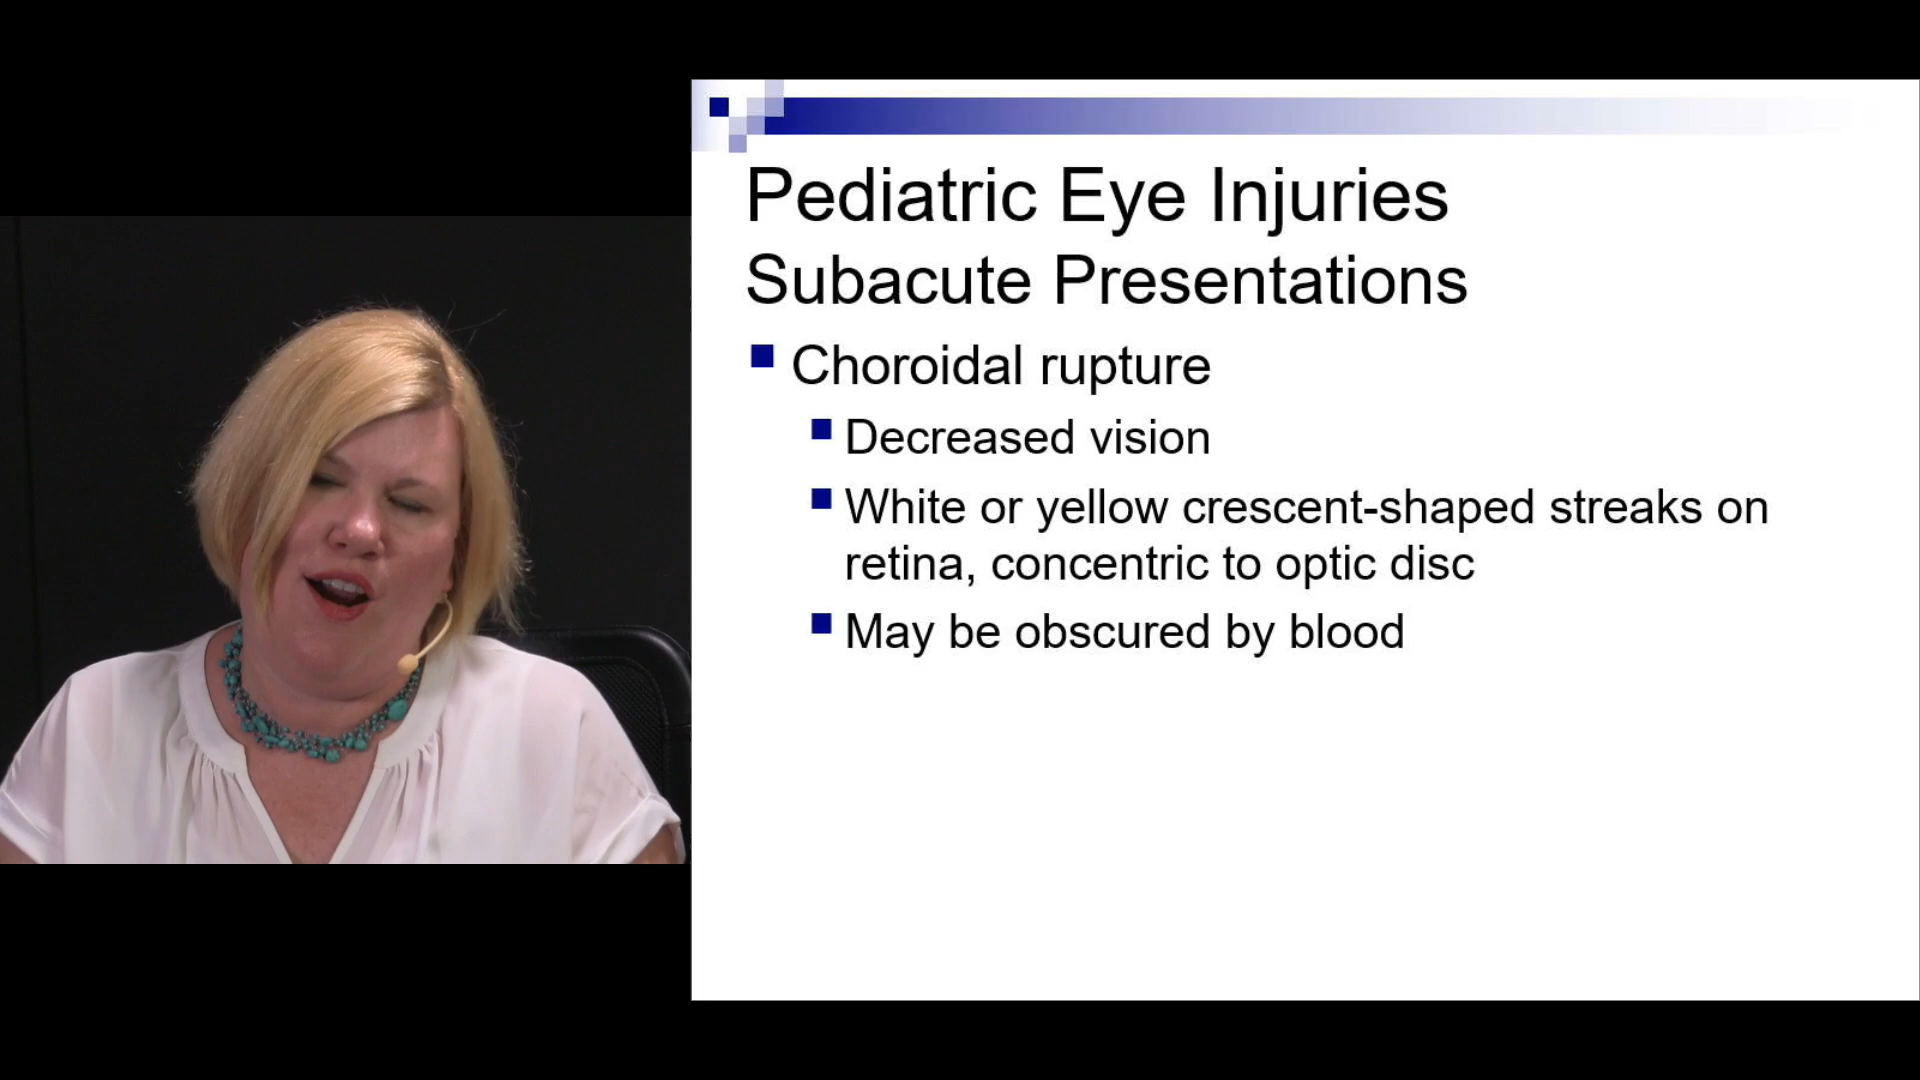 Pediatric Eye Injuries
Subacute Presentations
Choroidal rupture
Decreased vision
White or yellow crescent-shaped streaks on
retina, concentric to optic disc
May be obscured by blood